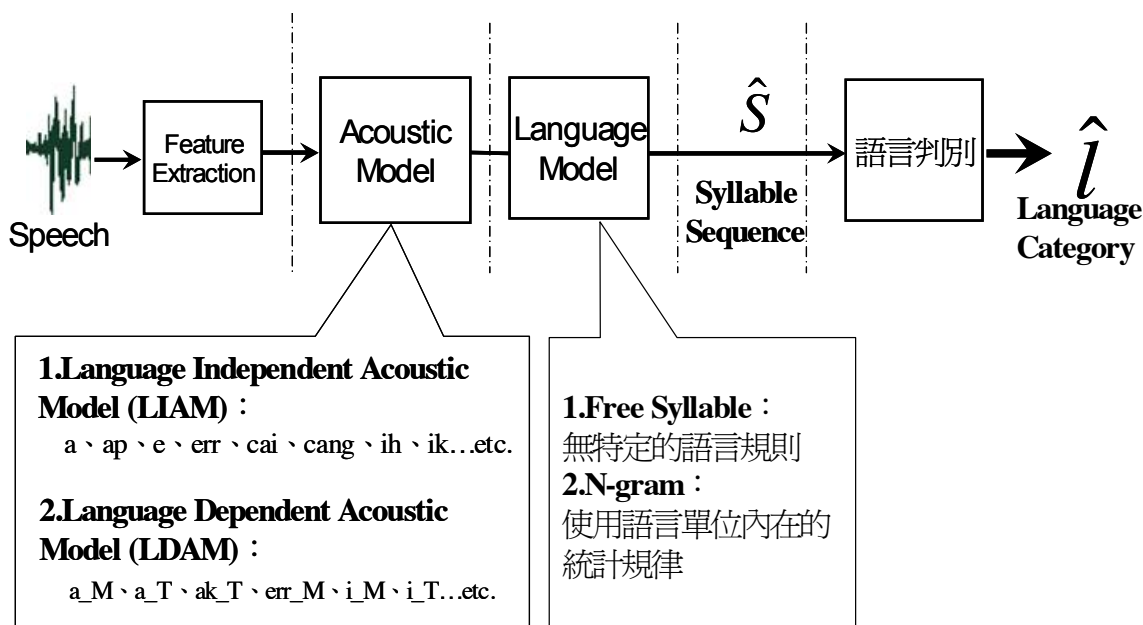 Speech
Feature
Extraction
Acoustic
Model
Language
Model
Ŝ
Syllable
Sequence
語言判別
l̂
Language
Category
1.Language Independent Acoustic
Model (LIAM):
a、ap、e、err、cai、cang、ih、ik…etc.
2.Language Dependent Acoustic
Model (LDAM):
a_M、a_T、ak_T、err_M、i_M、i_T…etc.
1.Free Syllable:
無特定的語言規則
2.N-gram:
使用語言單位內在的
統計規律